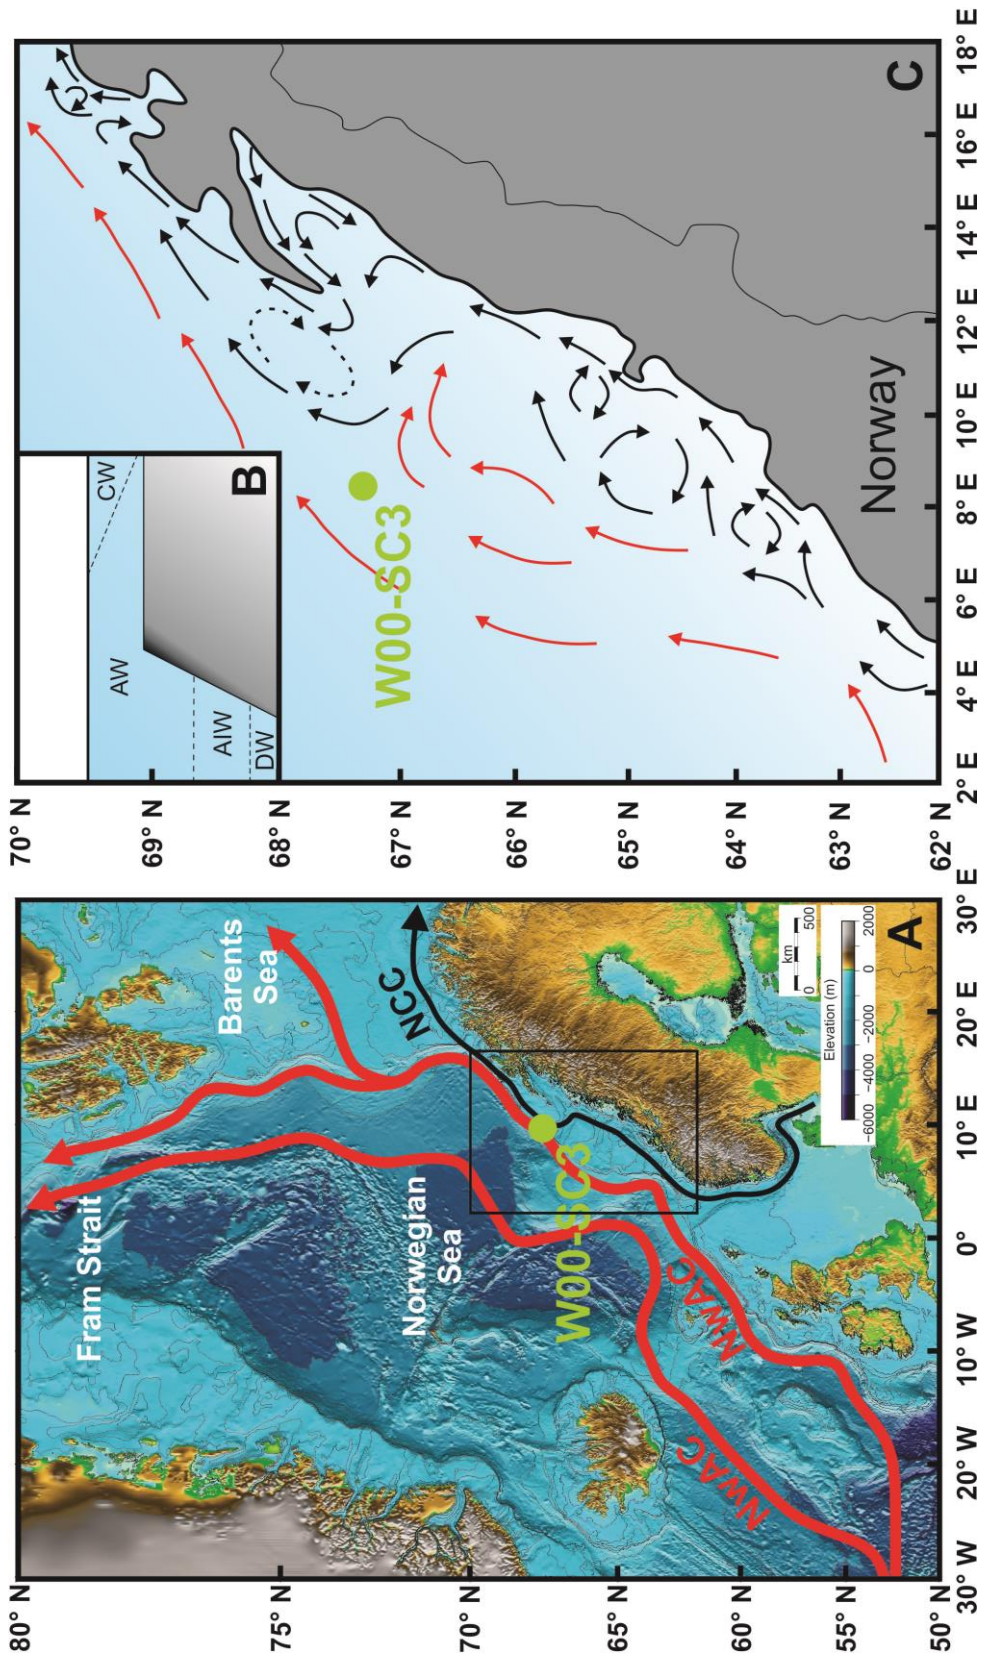 80° N
75° N
70° N
65° N
60° N
55° N
50° N
30° W
20° W
10° W
0°
10° E
20° E
30° E
Fram Strait
Barents
Sea
Norwegian
Sea
NCC
W00-SC3
NWAC
NWAC
km
0
500
Elevation (m)
−6000
−4000
−2000
0
2000
A
70° N
69° N
68° N
67° N
66° N
65° N
64° N
63° N
62° N
2° E
4° E
6° E
8° E
10° E
12° E
14° E
16° E
18° E
AW
CW
AIW
DW
B
W00-SC3
Norway
C